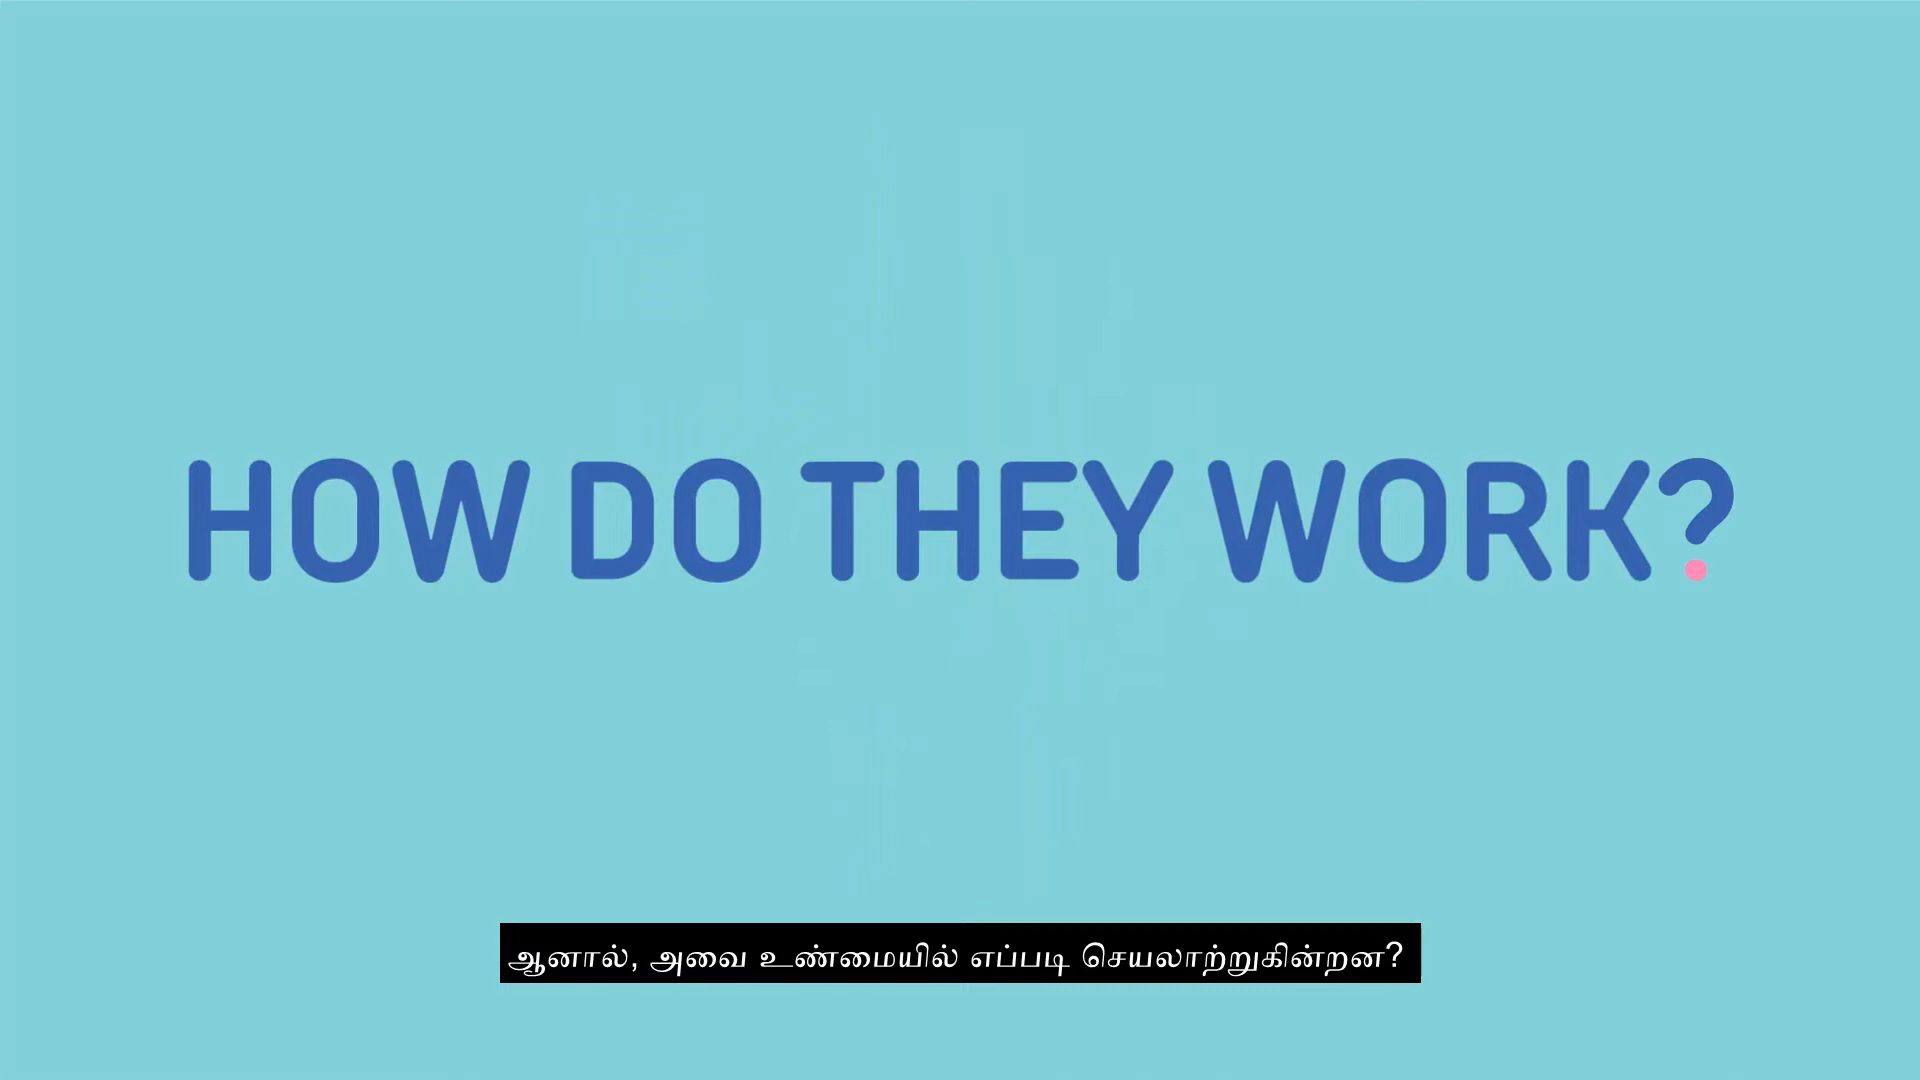 HOW DO THEY WORK?
ஆனால், அவை உண்மையில் எப்படி செயலாற்றுகின்றன?